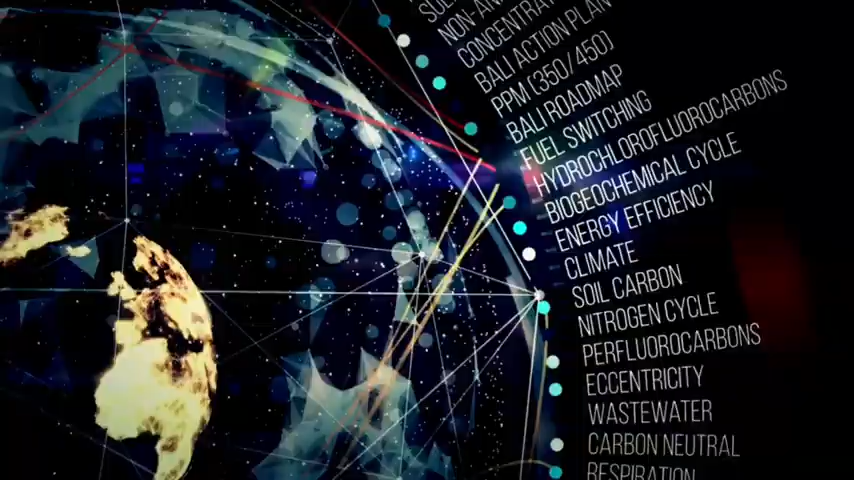 BALI ACTION PLAN
PPM (350/450)
BALI ROADMAP
FUEL SWITCHING
HYDROCHLOROFLUOROCARBONS
BIOGEOCHEMICAL CYCLE
ENERGY EFFICIENCY
CLIMATE
SOIL CARBON
NITROGEN CYCLE
PERFLUOROCARBONS
ECCENTRICITY
WASTEWATER
CARBON NEUTRAL
RESPIRATION